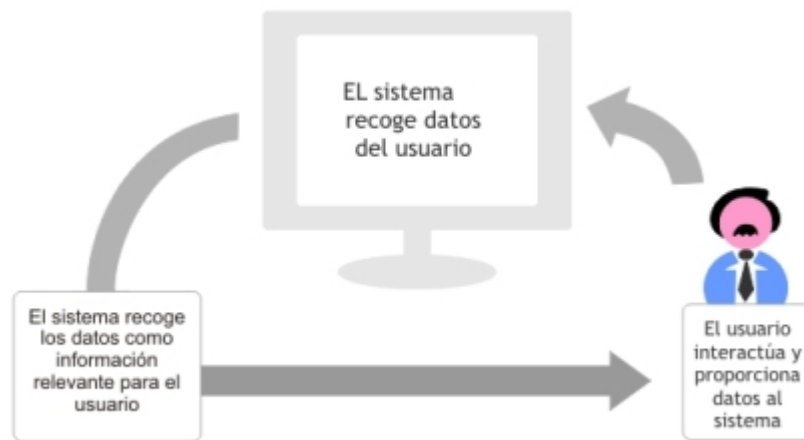 EL sistema
recoge datos
del usuario
El sistema recoge
los datos como
información
relevante para el
usuario
El usuario
interactúa y
proporciona
datos al
sistema